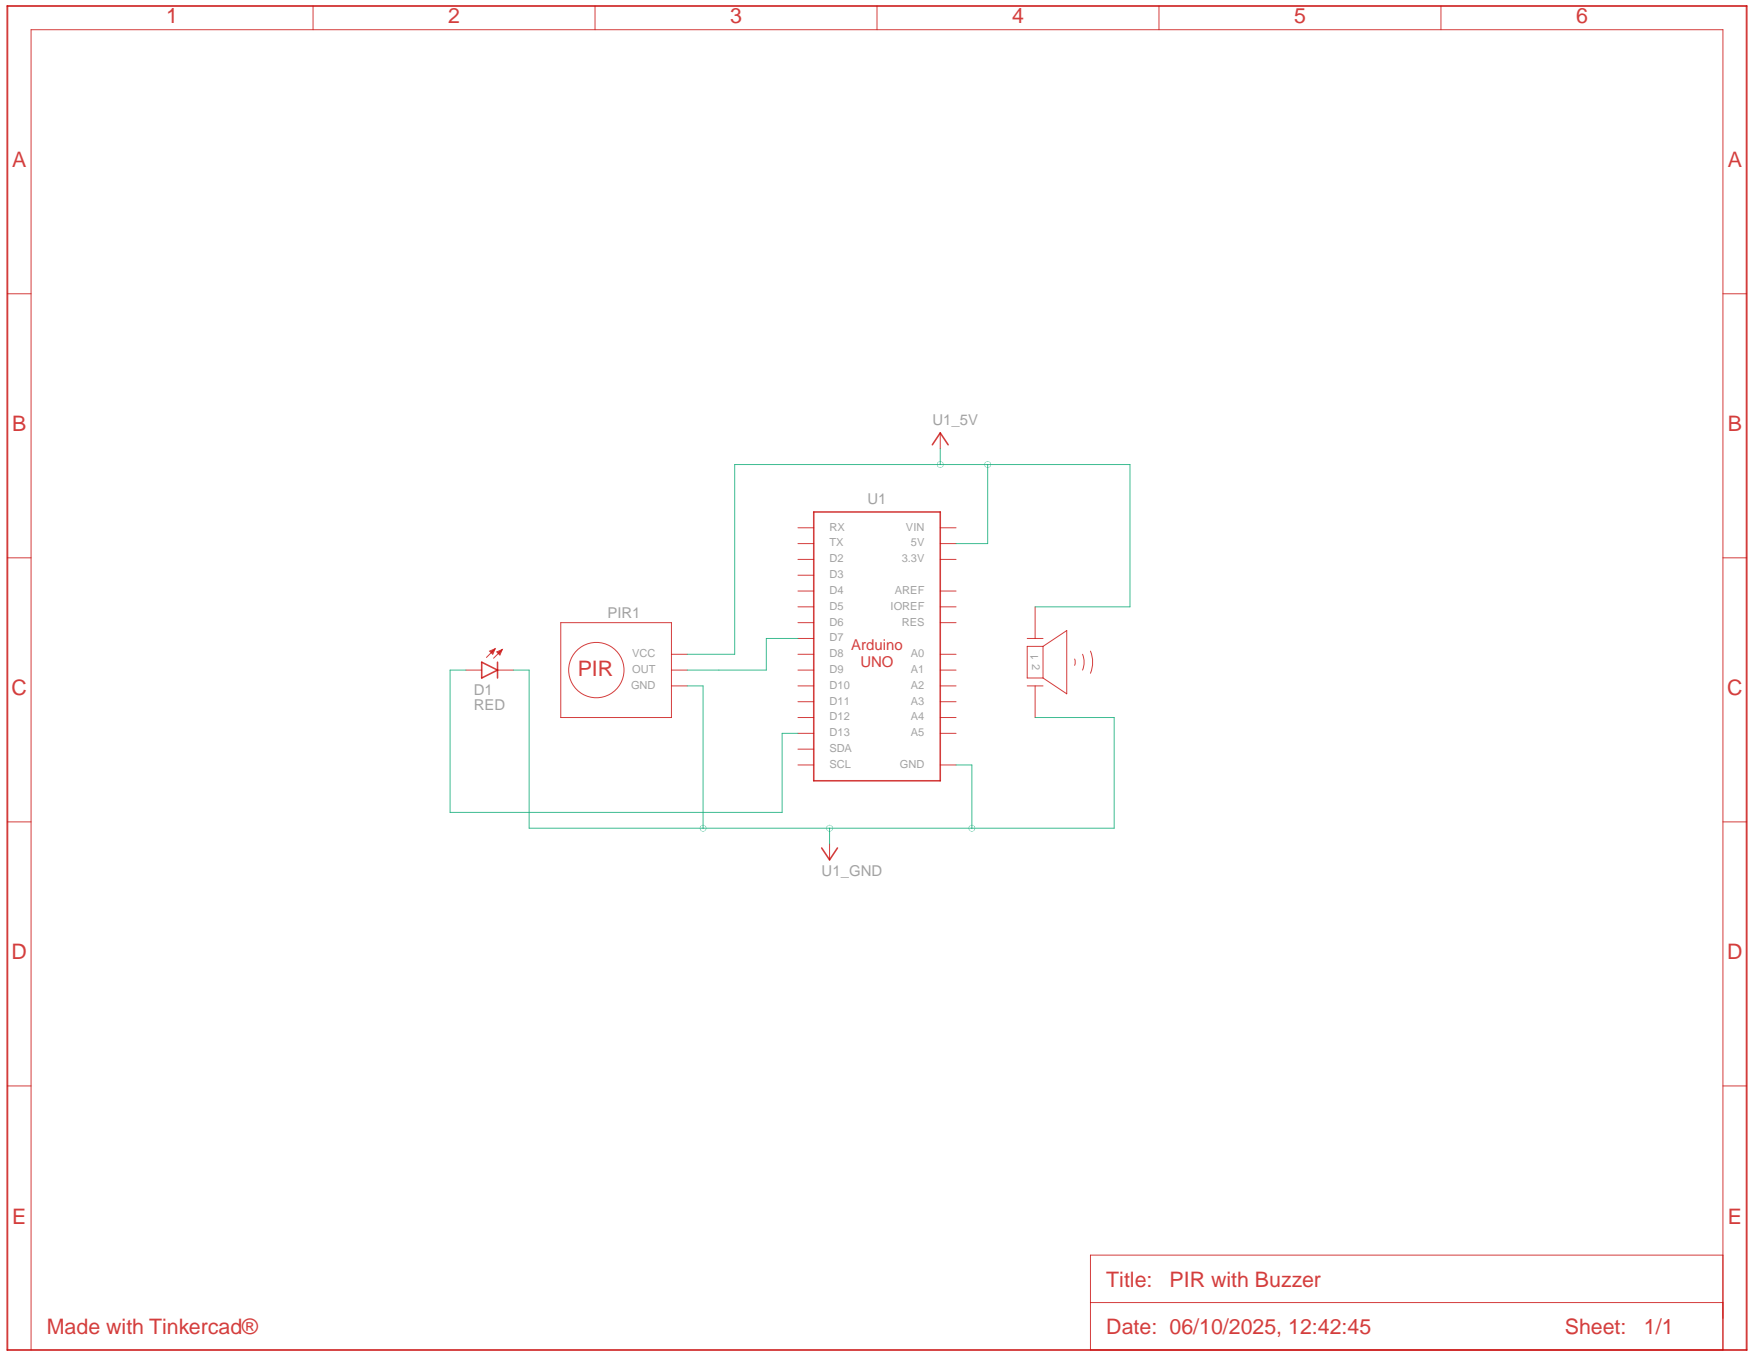 1 2 3 4 5 6
A A
B B
U1_5V
U1
RX VIN
TX 5V
D2 3.3V
D3
D4 AREF
D5 IOREF
D6 RES
D7
Arduino
UNO
D8 A0
D9 A1
D10 A2
D11 A3
D12 A4
D13 A5
SDA
SCL GND
PIR1
PIR
VCC
OUT
GND
1 2
C C
D1
RED
U1_GND
D D
E E
Title: PIR with Buzzer
Made with Tinkercad®
Date: 06/10/2025, 12:42:45 Sheet: 1/1